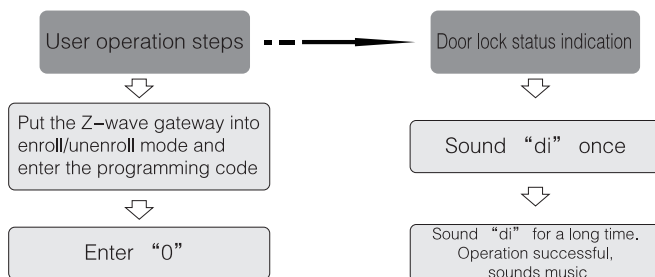 User operation steps
Door lock status indication
Put the Z-wave gateway into
enroll/unenroll mode and
enter the programming code
Sound “di” once
Enter “0”
Sound “di” for a long time.
Operation successful,
sounds music